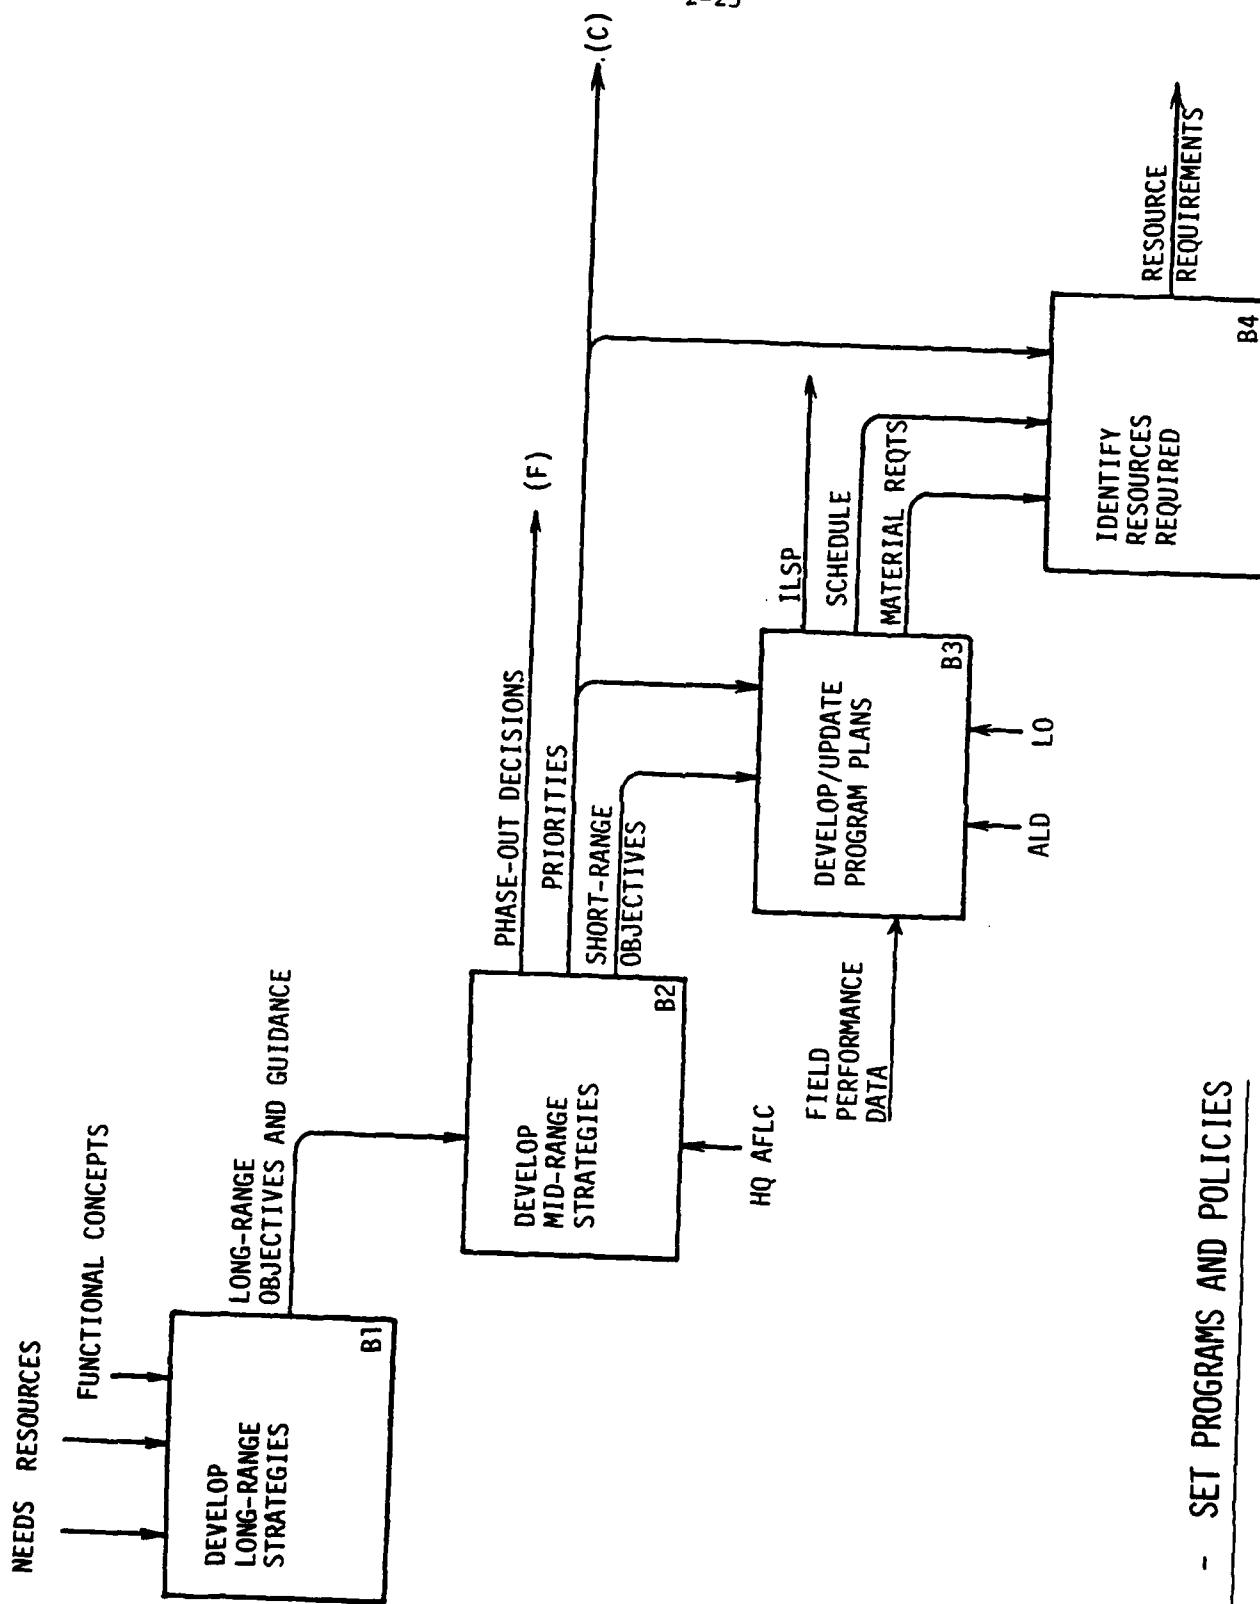 NEEDS RESOURCES
FUNCTIONAL CONCEPTS
DEVELOP
LONG-RANGE
STRATEGIES
B1
LONG-RANGE
OBJECTIVES AND GUIDANCE
DEVELOP
MID-RANGE
STRATEGIES
B2
HQ AFLC
PHASE-OUT DECISIONS
(F)
PRIORITIES
(C)
SHORT-RANGE
OBJECTIVES
FIELD
PERFORMANCE
DATA
DEVELOP/UPDATE
PROGRAM PLANS
B3
ALD
LO
ILSP
SCHEDULE
MATERIAL REQTS
IDENTIFY
RESOURCES
REQUIRED
B4
RESOURCE
REQUIREMENTS
- SET PROGRAMS AND POLICIES